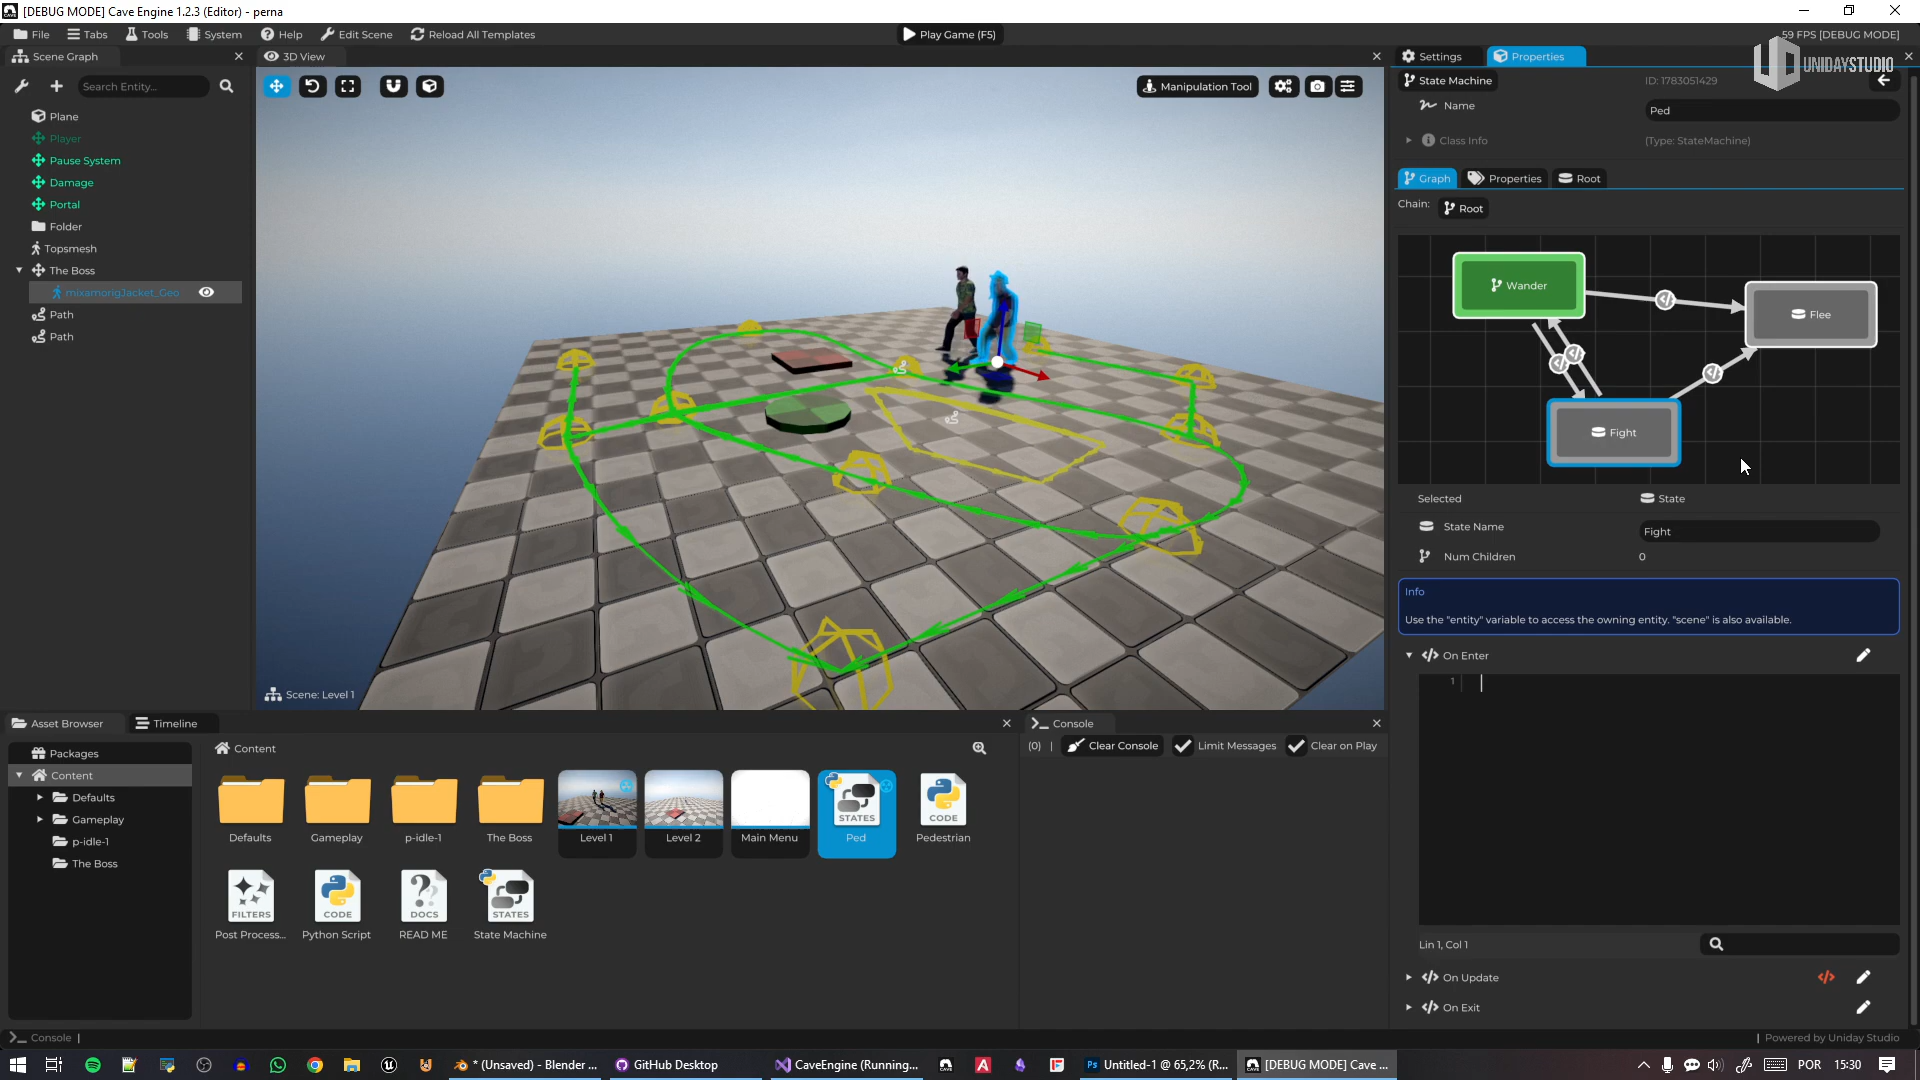 [DEBUG MODE] Cave Engine 1.2.3 (Editor) - perna
File Tabs Tools System Help Edit Scene Reload All Templates Play Game (F5) 59 FPS [DEBUG MODE]
Scene Graph 3D View Settings Properties
UNIDAYSTUDIO
Search Entity... Manipulation Tool State Machine ID: 1783051429
Name Ped
Class Info (Type: StateMachine)
Graph Properties Root
Chain: Root
Plane
Player
Pause System
Damage
Portal
Folder
Topsmesh
The Boss
mixamorigJacket_Geo
Path
Path
Wander
Flee
Fight
Selected State
State Name Fight
Num Children 0
Info
Use the "entity" variable to access the owning entity. "scene" is also available.
On Enter
1
Lin 1, Col 1
On Update
On Exit
Scene: Level 1
Asset Browser Timeline
Packages
Content
Defaults
Gameplay
p-idle-1
The Boss
Content
Defaults Gameplay p-idle-1 The Boss Level 1 Level 2 Main Menu STATES Ped CODE Pedestrian
FILTERS CODE DOCS STATES
Post Process... Python Script READ ME State Machine
Console
(0) | Clear Console Limit Messages Clear on Play
Console | | Powered by Uniday Studio
* (Unsaved) - Blender ... GitHub Desktop CaveEngine (Running... Untitled-1 @ 65,2% (R... [DEBUG MODE] Cave ... POR 15:30